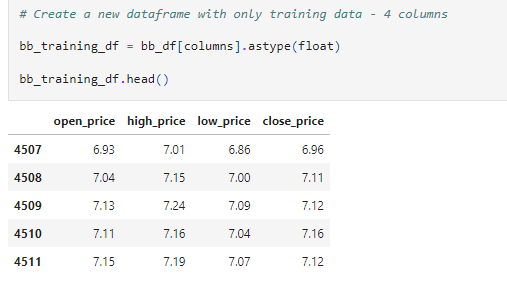 # Create a new dataframe with only training data - 4 columns
bb_training_df = bb_df[columns].astype(float)
bb_training_df.head()
open_price high_price low_price close_price
4507 6.93 7.01 6.86 6.96
4508 7.04 7.15 7.00 7.11
4509 7.13 7.24 7.09 7.12
4510 7.11 7.16 7.04 7.16
4511 7.15 7.19 7.07 7.12